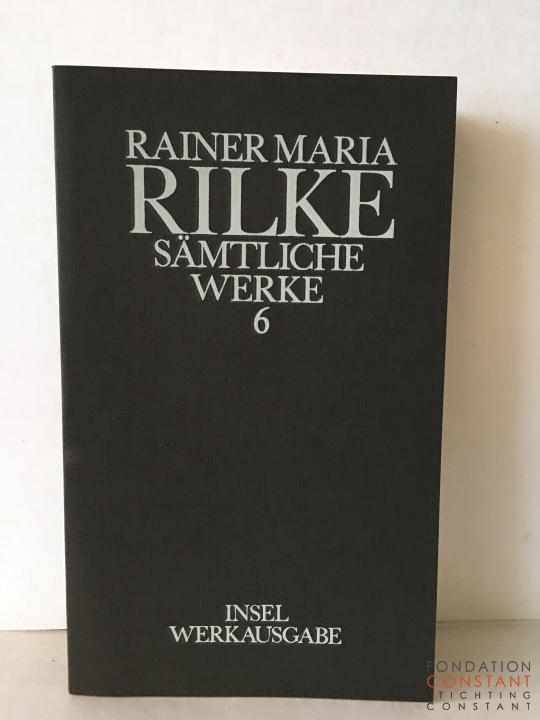 RAINER MARIA
RILKE
SÄMTLICHE
WERKE
6
INSEL
WERKAUSGABE
FONDATION
CONSTANT
STICHTING
CONSTANT